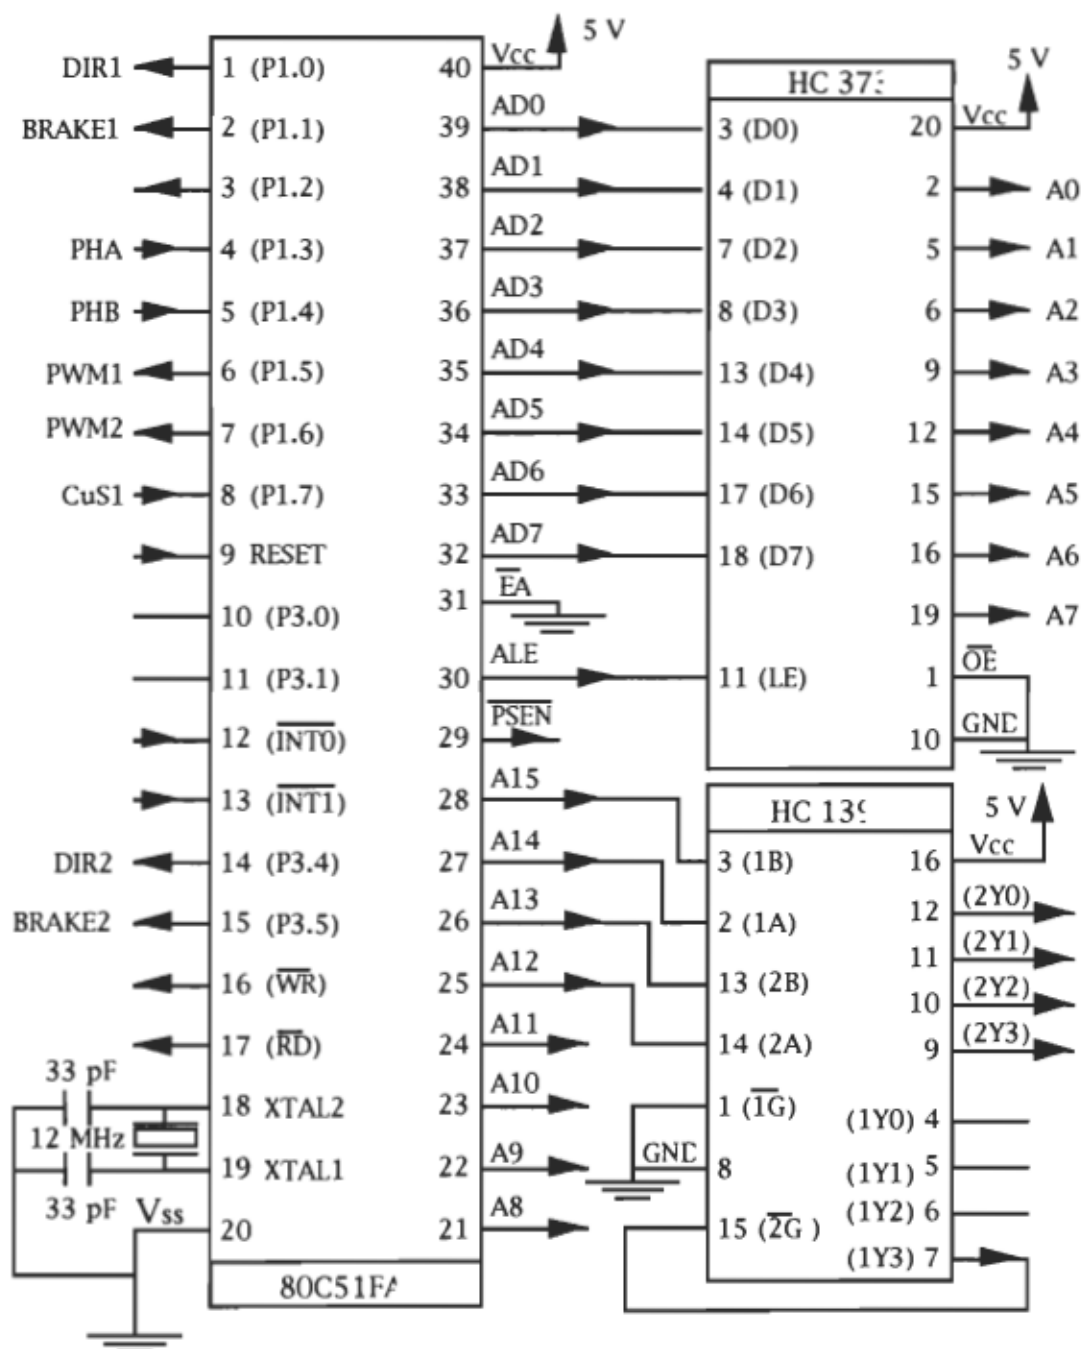 DIR1
BRAKE1
PHA
PHB
PWM1
PWM2
CuS1
DIR2
BRAKE2
33 pF
12 MHz
33 pF
Vss
1 (P1.0)
2 (P1.1)
3 (P1.2)
4 (P1.3)
5 (P1.4)
6 (P1.5)
7 (P1.6)
8 (P1.7)
9 RESET
10 (P3.0)
11 (P3.1)
12 (INT0)
13 (INT1)
14 (P3.4)
15 (P3.5)
16 (WR)
17 (RD)
18 XTAL2
19 XTAL1
20
80C51FA
40 Vcc 5 V
39 AD0
38 AD1
37 AD2
36 AD3
35 AD4
34 AD5
33 AD6
32 AD7
31 EA
30 ALE
29 PSEN
28 A15
27 A14
26 A13
25 A12
24 A11
23 A10
22 A9
21 A8
HC 373
3 (D0)
4 (D1)
7 (D2)
8 (D3)
13 (D4)
14 (D5)
17 (D6)
18 (D7)
11 (LE)
20 Vcc 5 V
2 A0
5 A1
6 A2
9 A3
12 A4
15 A5
16 A6
19 A7
1 OE
10 GND
HC 139
3 (1B)
2 (1A)
13 (2B)
14 (2A)
1 (1G)
GND 8
15 (2G )
16 Vcc 5 V
12 (2Y0)
11 (2Y1)
10 (2Y2)
9 (2Y3)
(1Y0) 4
(1Y1) 5
(1Y2) 6
(1Y3) 7